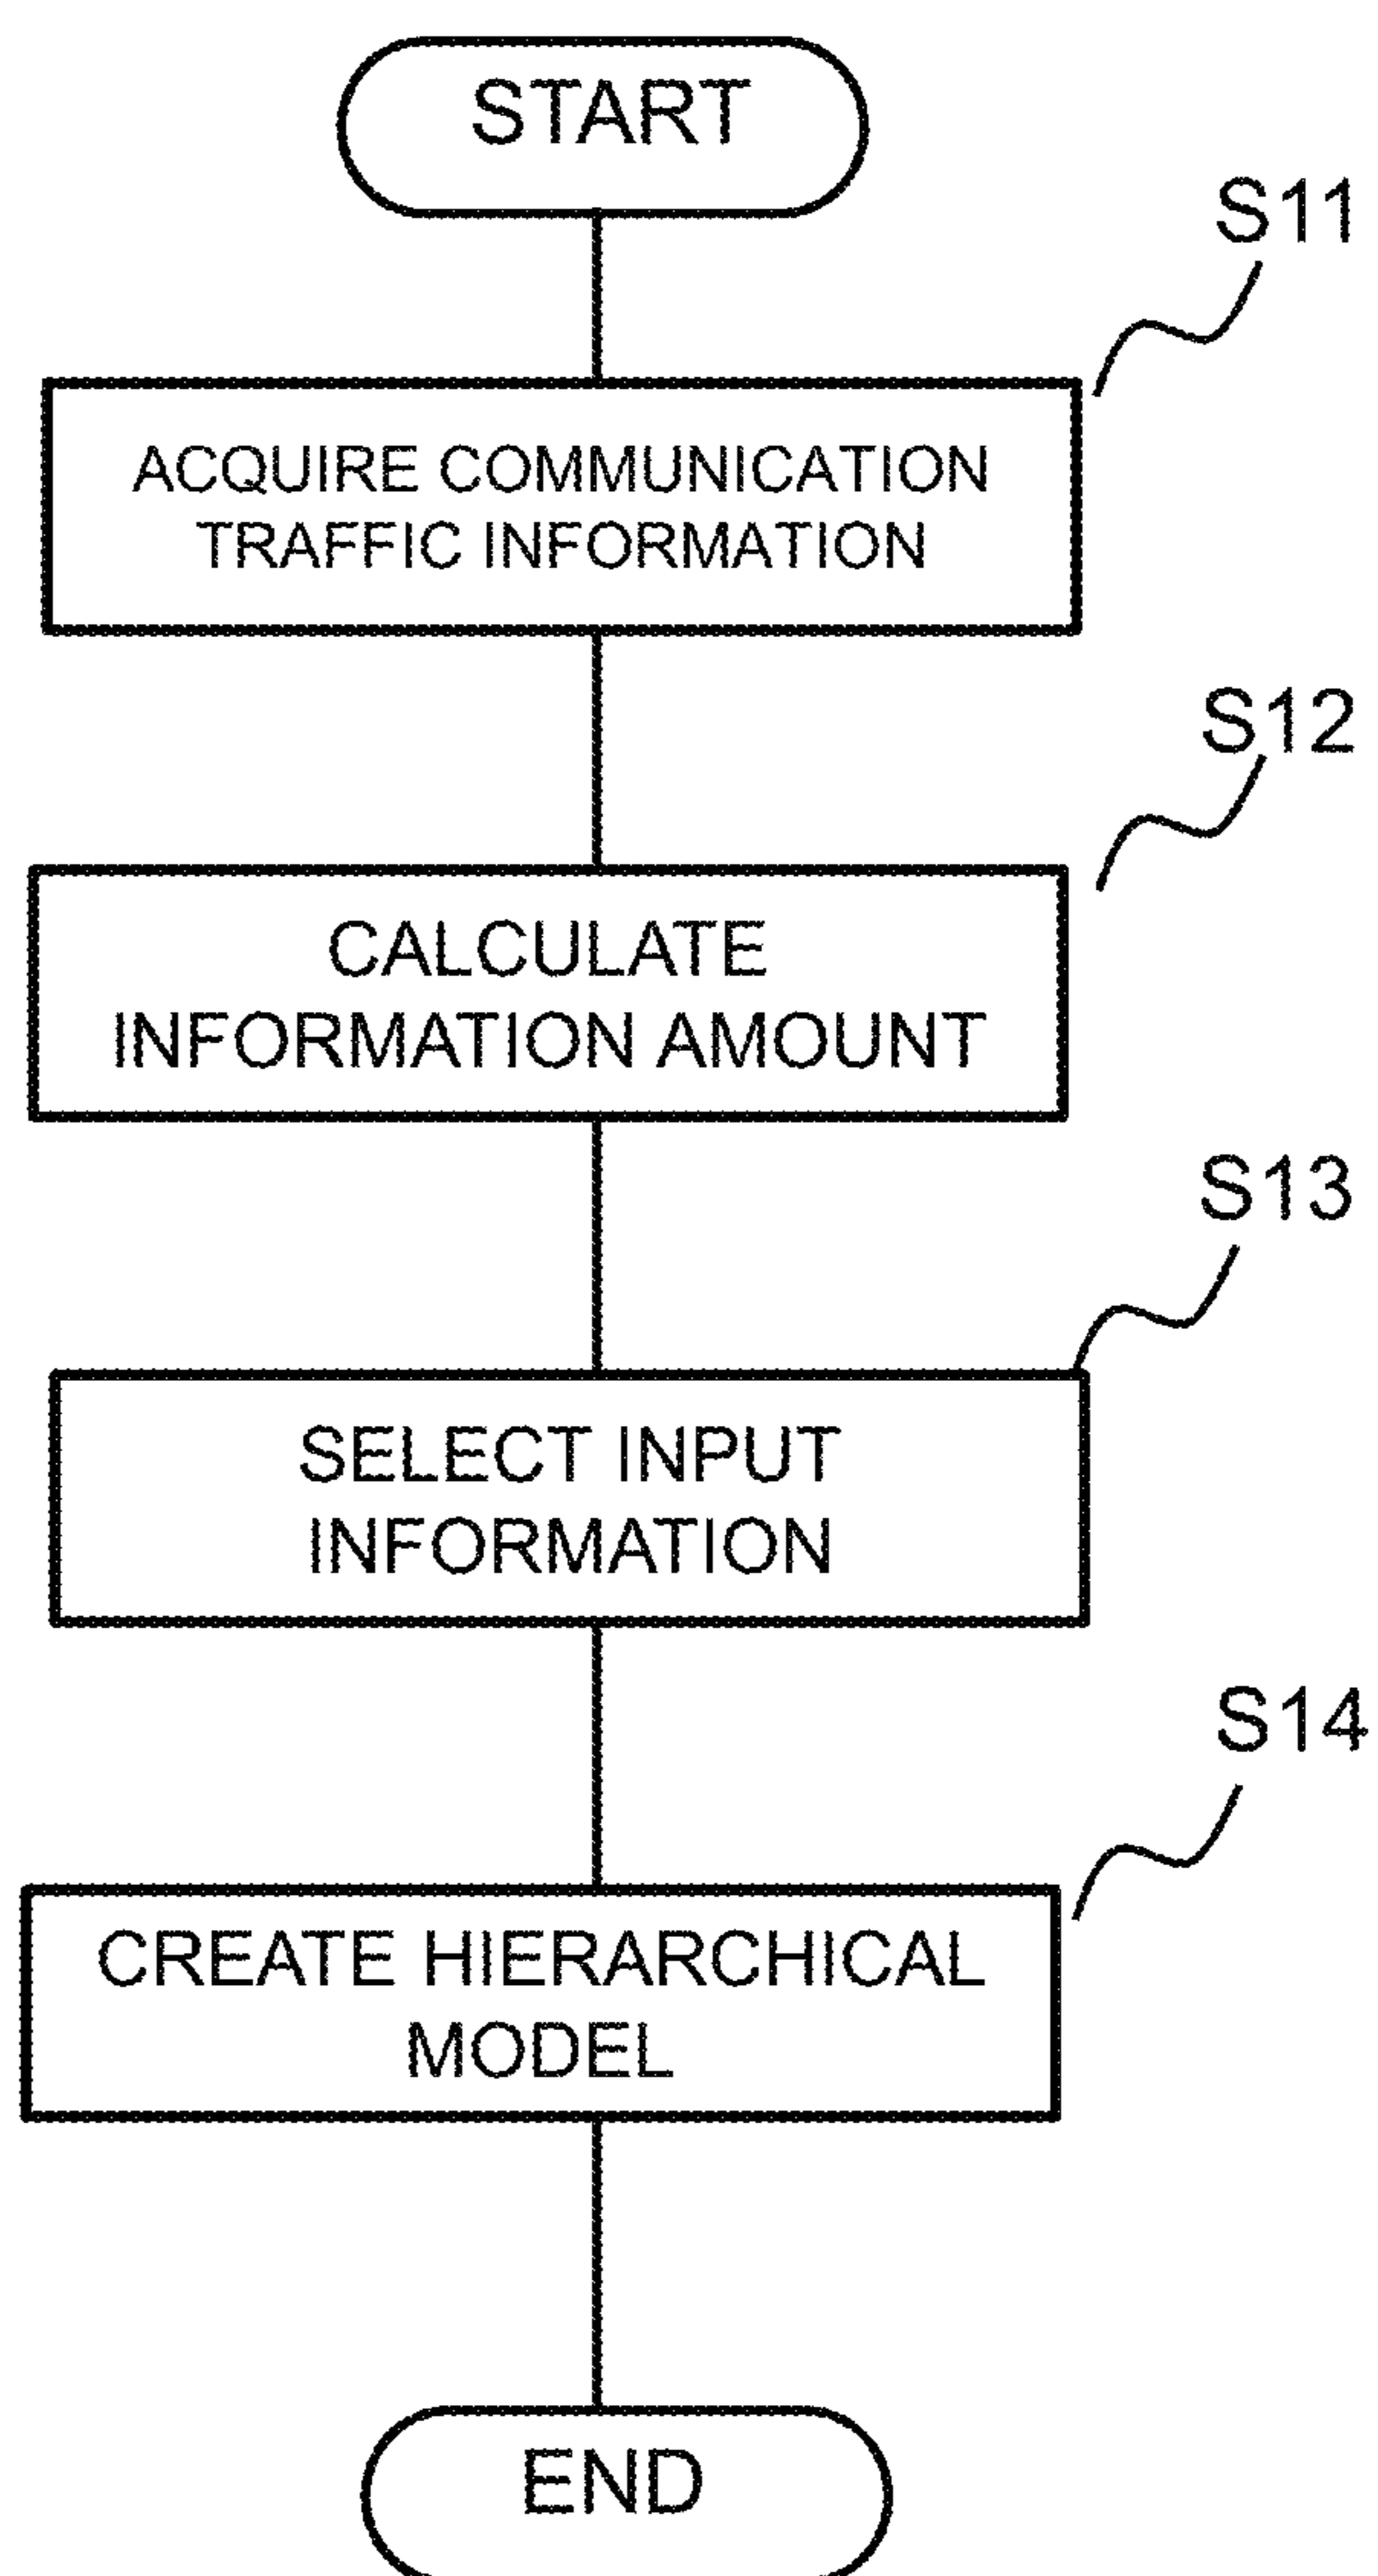 START
S11
ACQUIRE COMMUNICATION
TRAFFIC INFORMATION
S12
CALCULATE
INFORMATION AMOUNT
S13
SELECT INPUT
INFORMATION
S14
CREATE HIERARCHICAL
MODEL
END